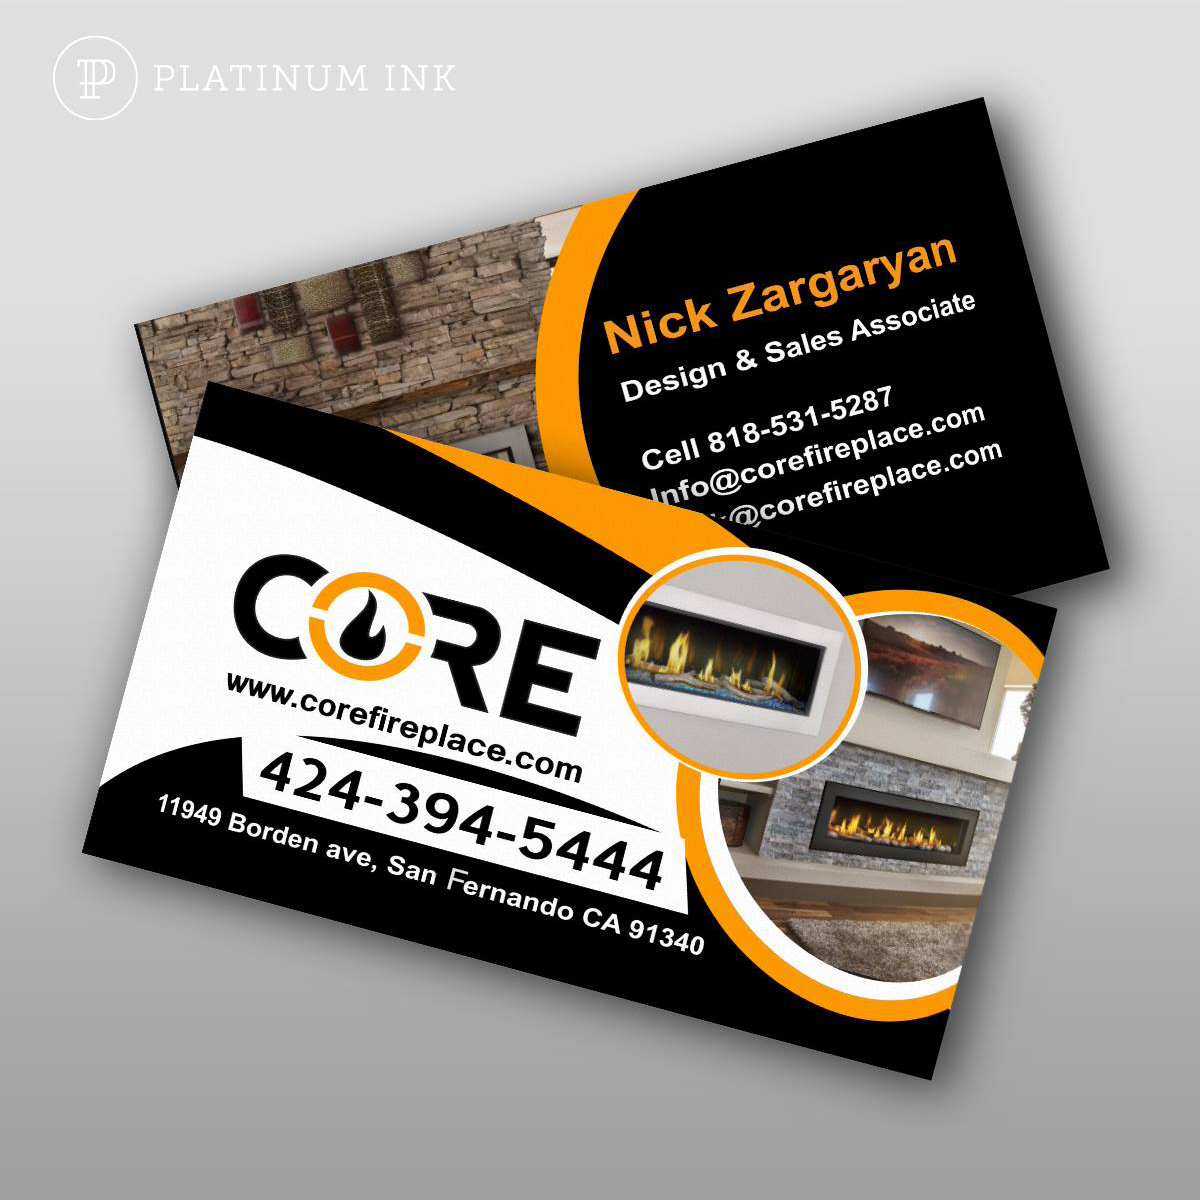 PLATINUM INK
Nick Zargaryan
Design & Sales Associate
Cell 818-531-5287
Info@corefireplace.com
@corefireplace.com
CORE
www.corefireplace.com
424-394-5444
11949 Borden ave, San Fernando CA 91340